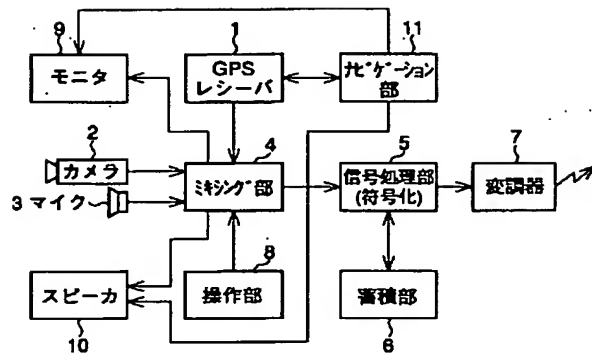 9
1
11
モニタ
GPS
レシーバ
ﾅﾋﾞｹﾞｰｼｮﾝ
部
2
カメラ
3 マイク
4
ﾐｷｼﾝｸﾞ部
5
信号処理部
(符号化)
7
変調器
スピーカ
10
8
操作部
蓄積部
6